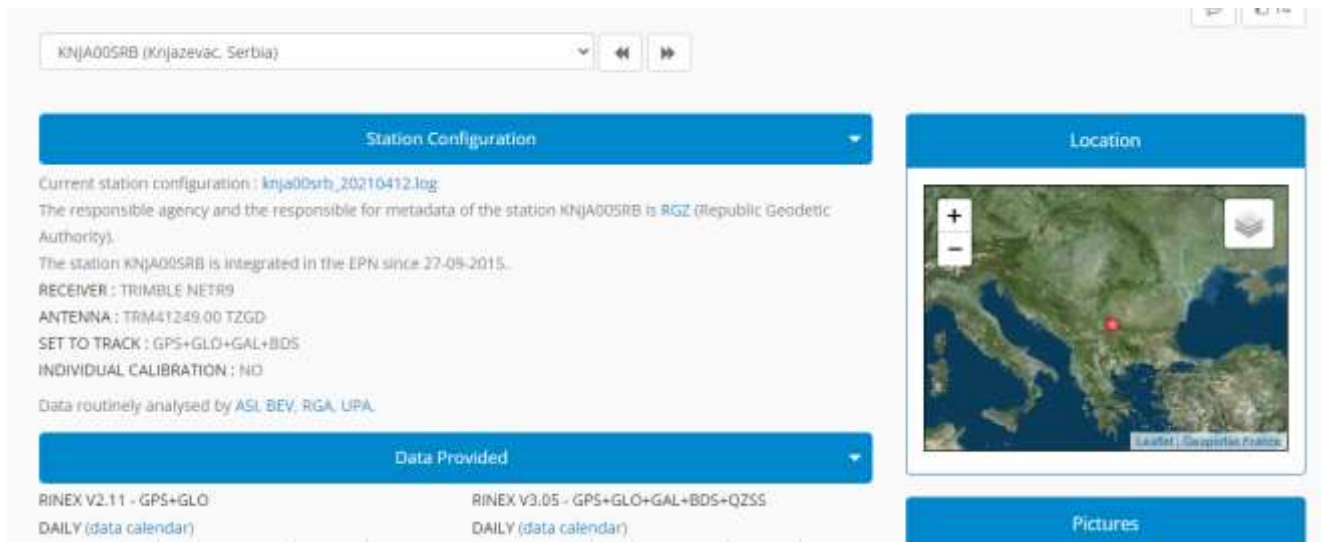 14
KNJA00SRB (Knjazevac, Serbia)
Station Configuration
Location
Current station configuration : knja00srb_20210412.log
The responsible agency and the responsible for metadata of the station KNJA00SRB is RGZ (Republic Geodetic
Authority).
The station KNJA00SRB is integrated in the EPN since 27-09-2015.
RECEIVER : TRIMBLE NETR9
ANTENNA : TRM41249.00 TZGD
SET TO TRACK : GPS+GLO+GAL+BDS
INDIVIDUAL CALIBRATION : NO
Data routinely analysed by ASI, BEV, RGA, UPA.
+
−
Leaflet | Geoportail France
Data Provided
RINEX V2.11 - GPS+GLO
RINEX V3.05 - GPS+GLO+GAL+BDS+QZSS
DAILY (data calendar)
DAILY (data calendar)
Pictures